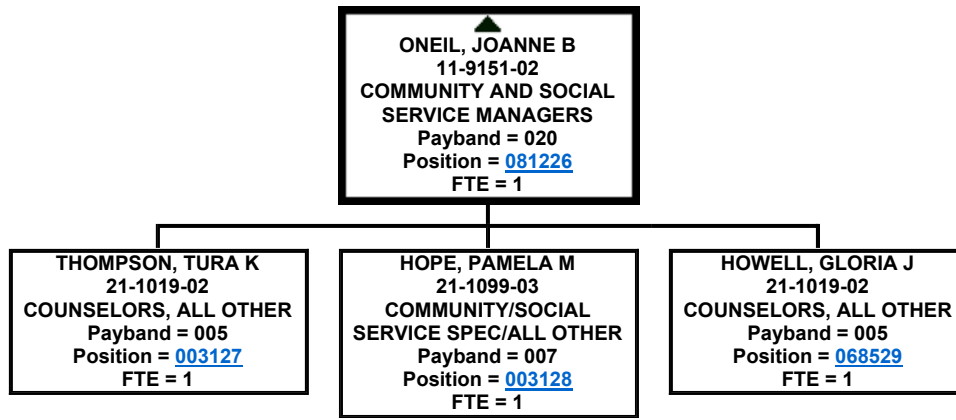 ONEIL, JOANNE B
11-9151-02
COMMUNITY AND SOCIAL
SERVICE MANAGERS
Payband = 020
Position = 081226
FTE = 1
THOMPSON, TURA K
21-1019-02
COUNSELORS, ALL OTHER
Payband = 005
Position = 003127
FTE = 1
HOPE, PAMELA M
21-1099-03
COMMUNITY/SOCIAL
SERVICE SPEC/ALL OTHER
Payband = 007
Position = 003128
FTE = 1
HOWELL, GLORIA J
21-1019-02
COUNSELORS, ALL OTHER
Payband = 005
Position = 068529
FTE = 1